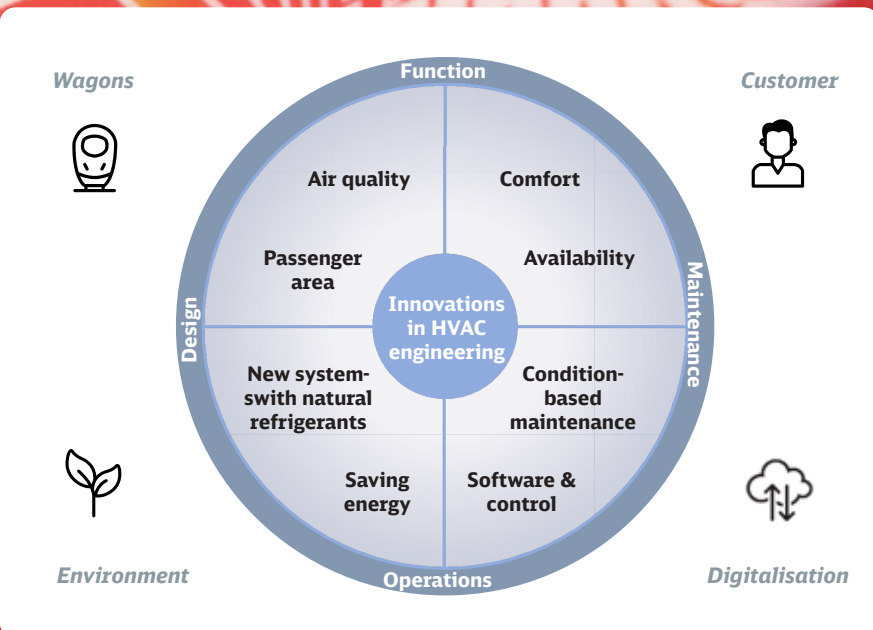 Function
Wagons
Customer
Air quality
Comfort
Passenger
area
Availability
Design
Maintenance
Innovations
in HVAC
engineering
New system-
swith natural
refrigerants
Condition-
based
maintenance
Saving
energy
Software &
control
Operations
Environment
Digitalisation